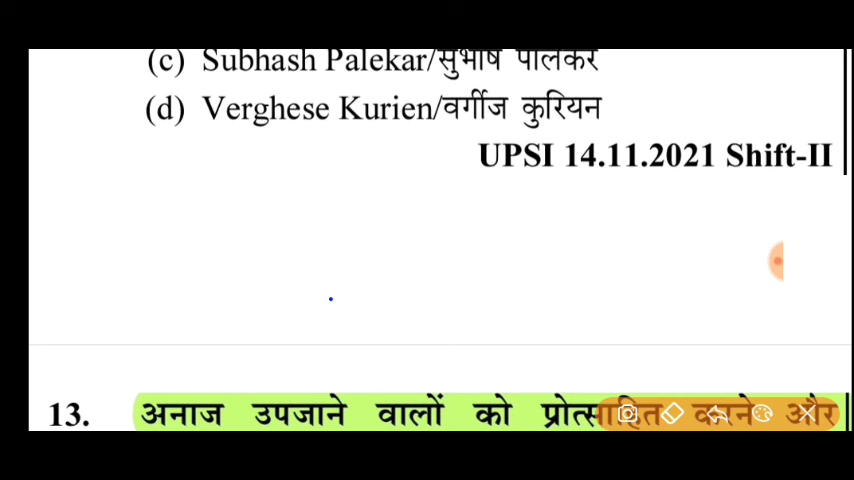 (c) Subhash Palekar/सुभाष पालेकर
(d) Verghese Kurien/वर्गीज कुरियन
UPSI 14.11.2021 Shift-II
13. अनाज उपजाने वालों को प्रोत्साहित करने और